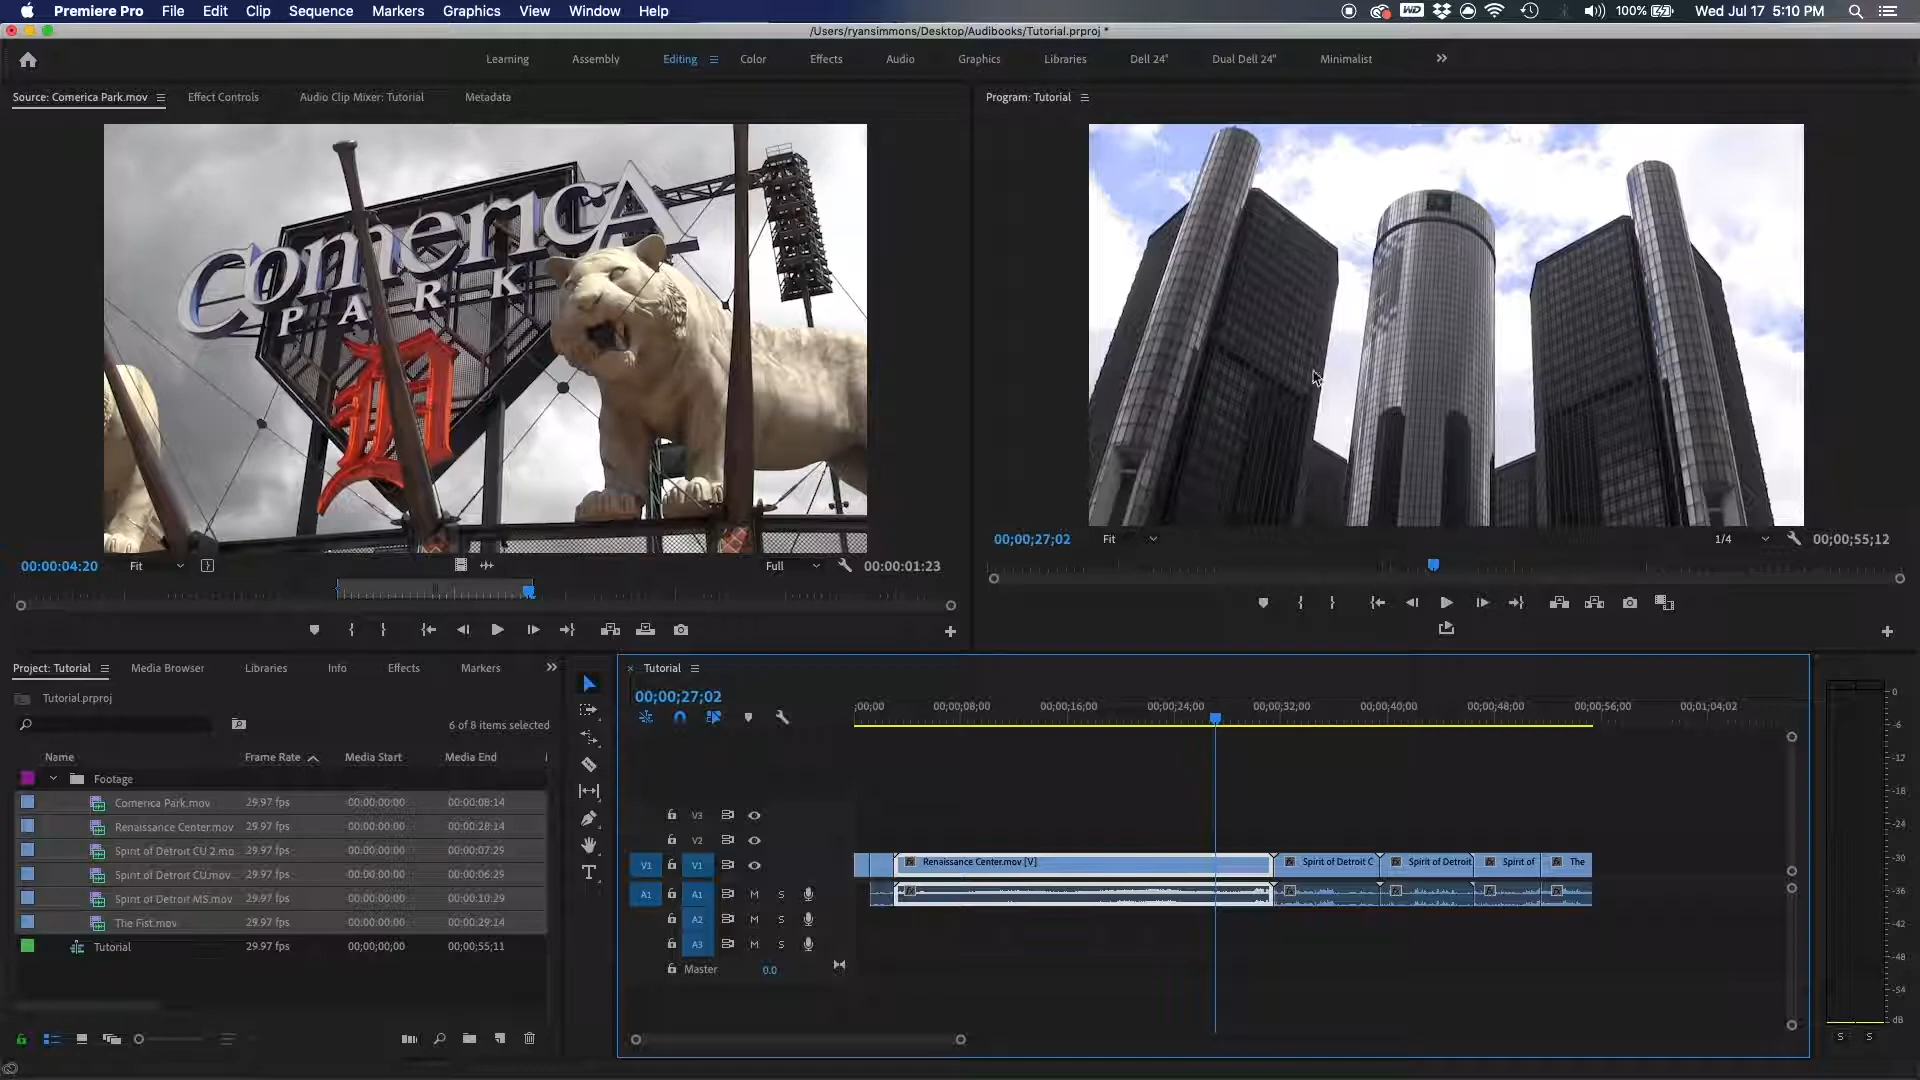 Premiere Pro File Edit Clip Sequence Markers Graphics View Window Help 100% Wed Jul 17 5:10 PM
/Users/ryansimmons/Desktop/Audibooks/Tutorial.prproj *
Learning Assembly Editing Color Effects Audio Graphics Libraries Dell 24" Dual Dell 24" Minimalist
Source: Comerica Park.mov Effect Controls Audio Clip Mixer: Tutorial Metadata
Program: Tutorial
ComericA
PARK
D
00:00:04:20 Fit Full 00:00:01:23
00;00;27;02 Fit 1/4 00;00;55;12
Project: Tutorial Media Browser Libraries Info Effects Markers
Tutorial.prproj
6 of 8 items selected
Name Frame Rate Media Start Media End
Footage
Comerica Park.mov 29.97 fps 00:00:00:00 00:00:08:14
Renaissance Center.mov 29.97 fps 00:00:00:00 00:00:28:14
Spirit of Detroit CU 2.mo 29.97 fps 00:00:00:00 00:00:07:29
Spirit of Detroit CU.mov 29.97 fps 00:00:00:00 00:00:06:29
Spirit of Detroit MS.mov 29.97 fps 00:00:00:00 00:00:10:29
The Fist.mov 29.97 fps 00:00:00:00 00:00:29:14
Tutorial 29.97 fps 00;00;00;00 00;00;55;11
Tutorial
00;00;27;02
;00;00 00;00;08;00 00;00;16;00 00;00;24;00 00;00;32;00 00;00;40;00 00;00;48;00 00;00;56;00 00;01;04;02
V3
V2
V1 V1 Renaissance Center.mov [V] Spirit of Detroit C Spirit of Detroit Spirit of The
A1 A1 M S
A2 M S
A3 M S
Master 0.0
0
-6
-12
-18
-24
-30
-36
-42
-48
-54
dB
S S